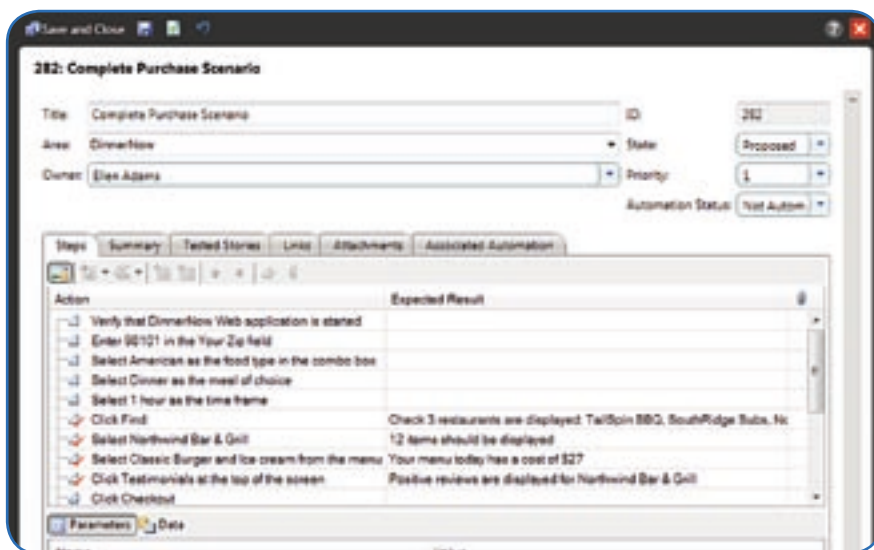 Save and Close
282: Complete Purchase Scenario
Title: Complete Purchase Scenario ID: 282
Area: DinnerNow State: Proposed
Owner: Ellen Adams Priority: 1
Automation Status: Not Autom
Steps Summary Tested Stories Links Attachments Associated Automation
Action Expected Result
Verify that DinnerNow Web application is started
Enter 98101 in the Your Zip field
Select American as the food type in the combo box
Select Dinner as the meal of choice
Select 1 hour as the time frame
Click Find Check 3 restaurants are displayed: TailSpin BBQ, SouthRidge Subs, No
Select Northwind Bar & Grill 12 items should be displayed
Select Classic Burger and Ice cream from the menu Your menu today has a cost of $27
Click Testimonials at the top of the screen Positive reviews are displayed for Northwind Bar & Grill
Click Checkout
Parameters Data